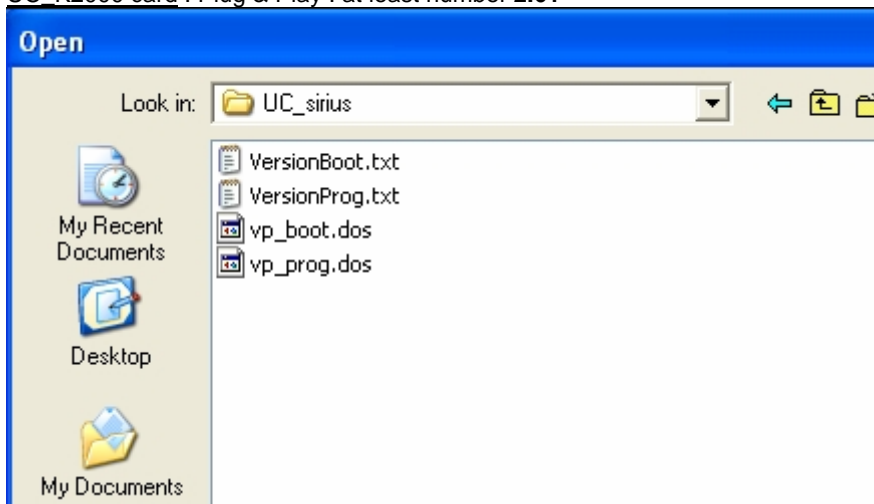 Open
Look in:
UC_sirius
VersionBoot.txt
VersionProg.txt
vp_boot.dos
vp_prog.dos
My Recent
Documents
Desktop
My Documents